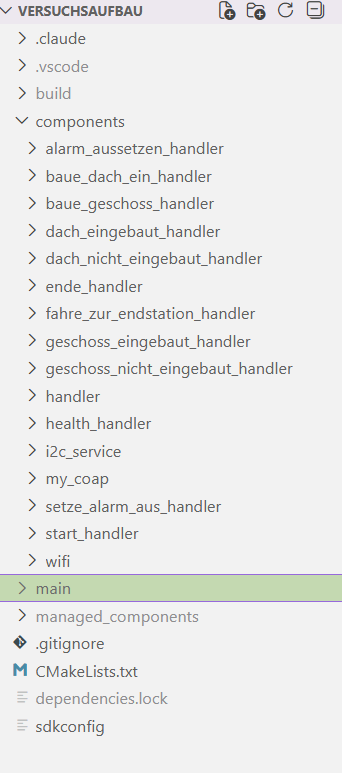 VERSUCHSAUFBAU
.claude
.vscode
build
components
alarm_aussetzen_handler
baue_dach_ein_handler
baue_geschoss_handler
dach_eingebaut_handler
dach_nicht_eingebaut_handler
ende_handler
fahre_zur_endstation_handler
geschoss_eingebaut_handler
geschoss_nicht_eingebaut_handler
handler
health_handler
i2c_service
my_coap
setze_alarm_aus_handler
start_handler
wifi
main
managed_components
.gitignore
CMakeLists.txt
dependencies.lock
sdkconfig